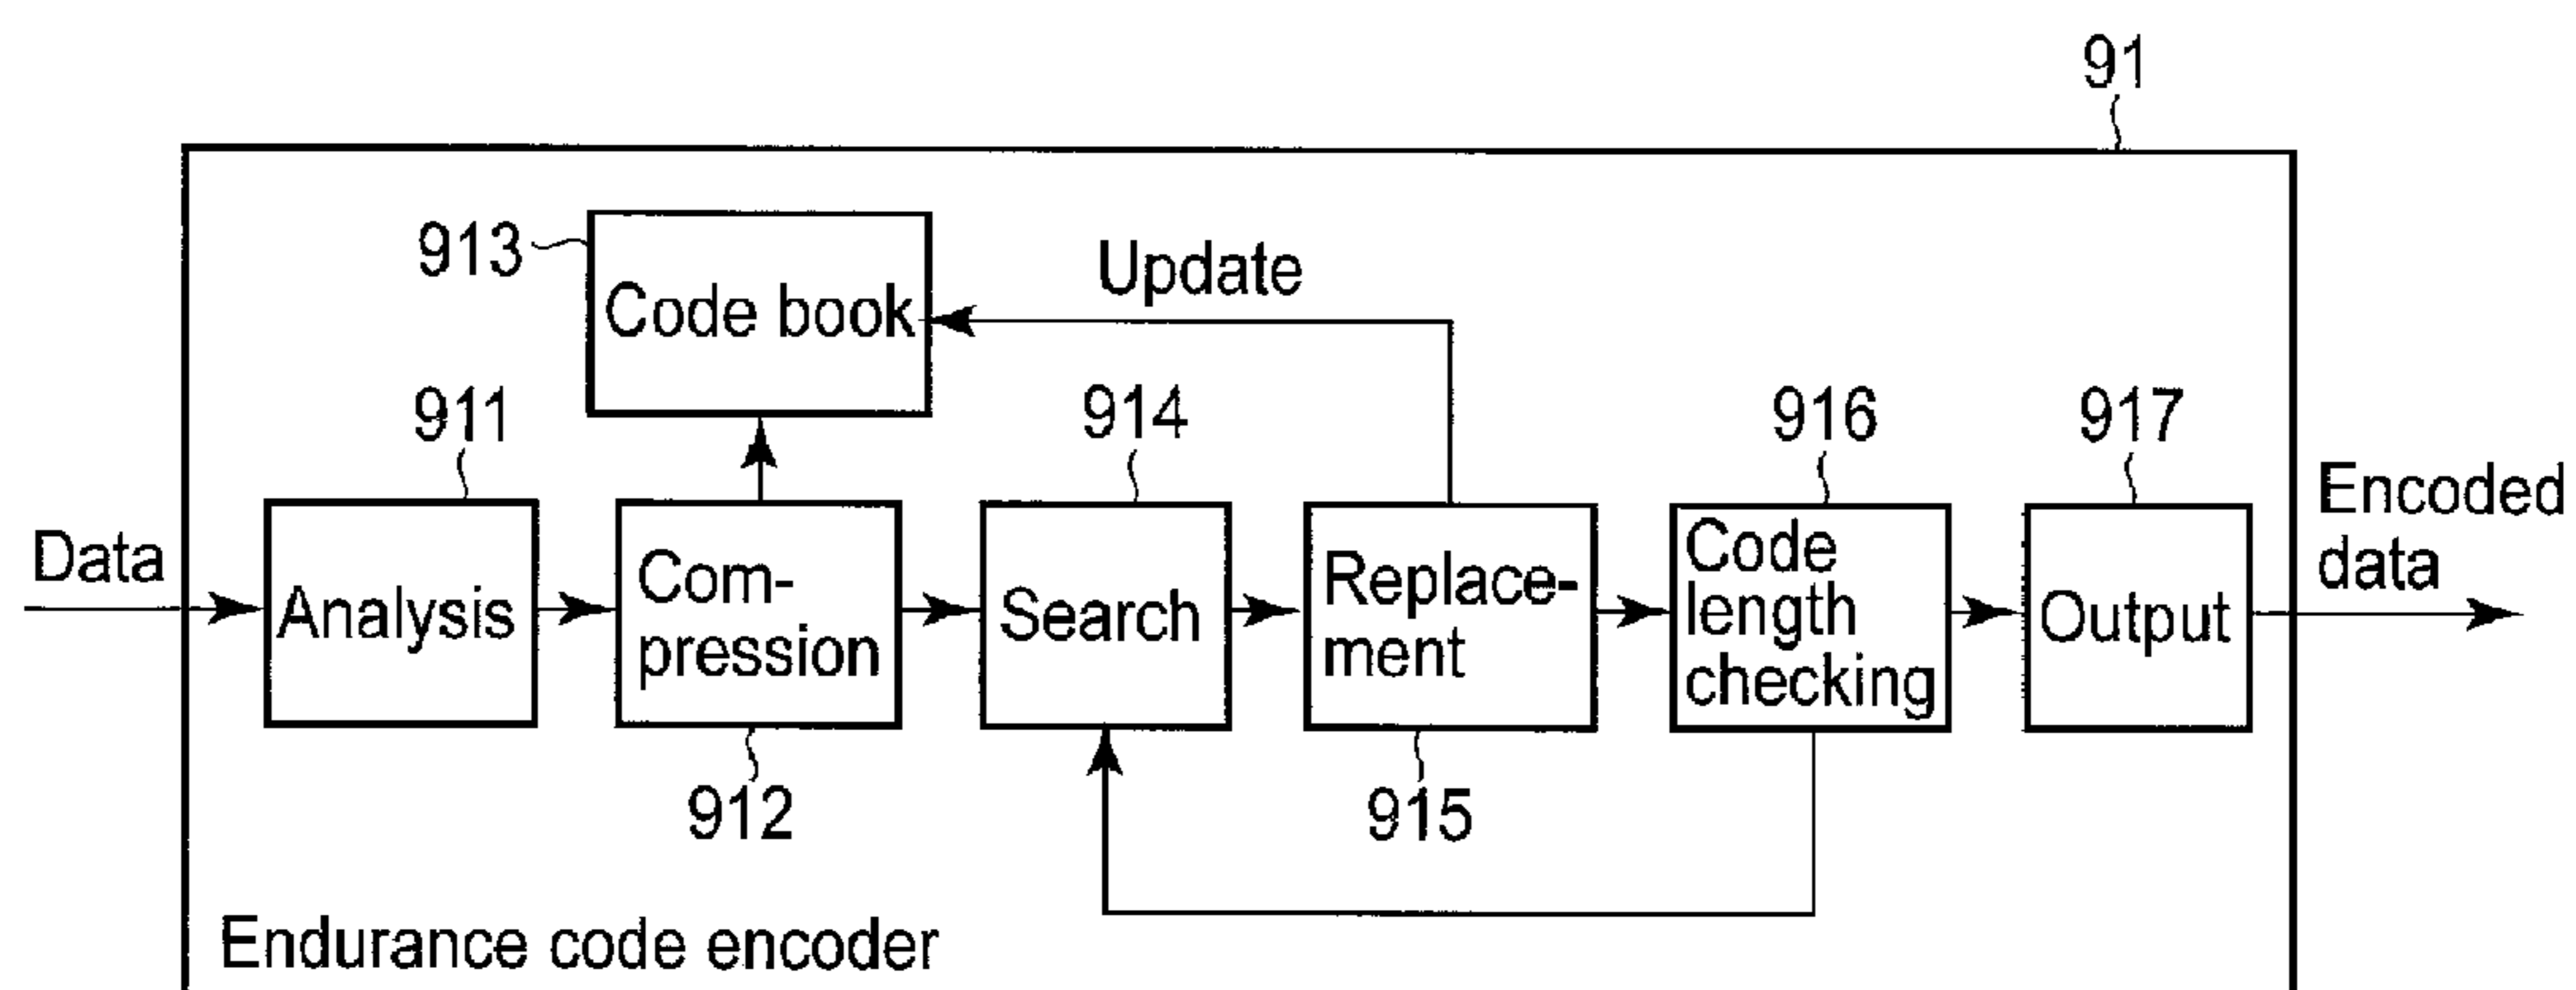 91
913
Code book
Update
911
914
916
917
Data
Analysis
Com-
pression
Search
Replace-
ment
Code
length
checking
Output
Encoded
data
912
915
Endurance code encoder